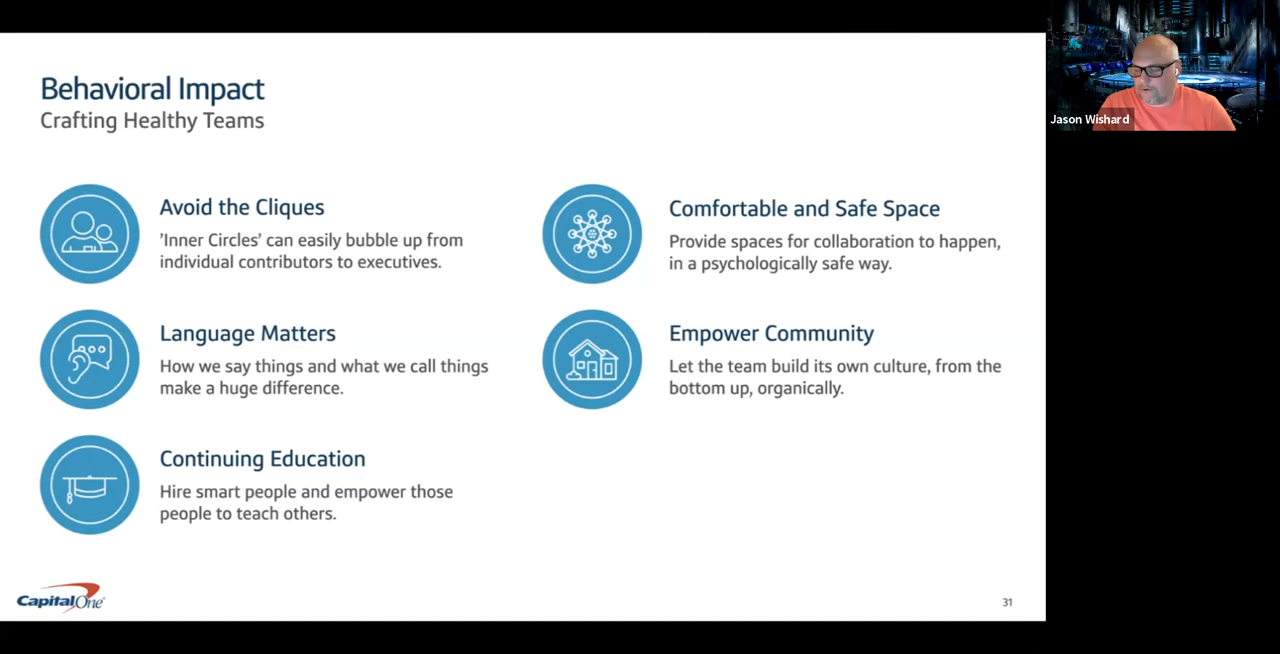 Behavioral Impact
Crafting Healthy Teams
Avoid the Cliques
’Inner Circles’ can easily bubble up from
individual contributors to executives.
Language Matters
How we say things and what we call things
make a huge difference.
Continuing Education
Hire smart people and empower those
people to teach others.
Comfortable and Safe Space
Provide spaces for collaboration to happen,
in a psychologically safe way.
Empower Community
Let the team build its own culture, from the
bottom up, organically.
CapitalOne
31
Jason Wishard